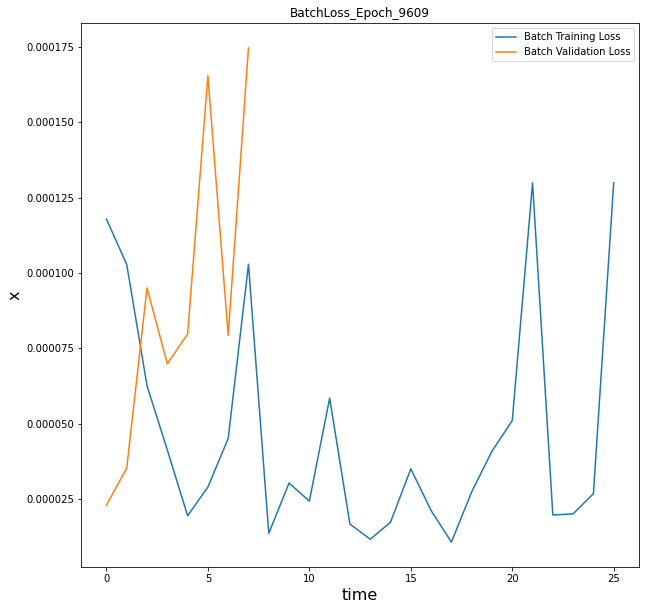 BatchLoss_Epoch_9609
Batch Training Loss
Batch Validation Loss
0.000175
0.000150
0.000125
0.000100
0.000075
0.000050
0.000025
x
0 5 10 15 20 25
time